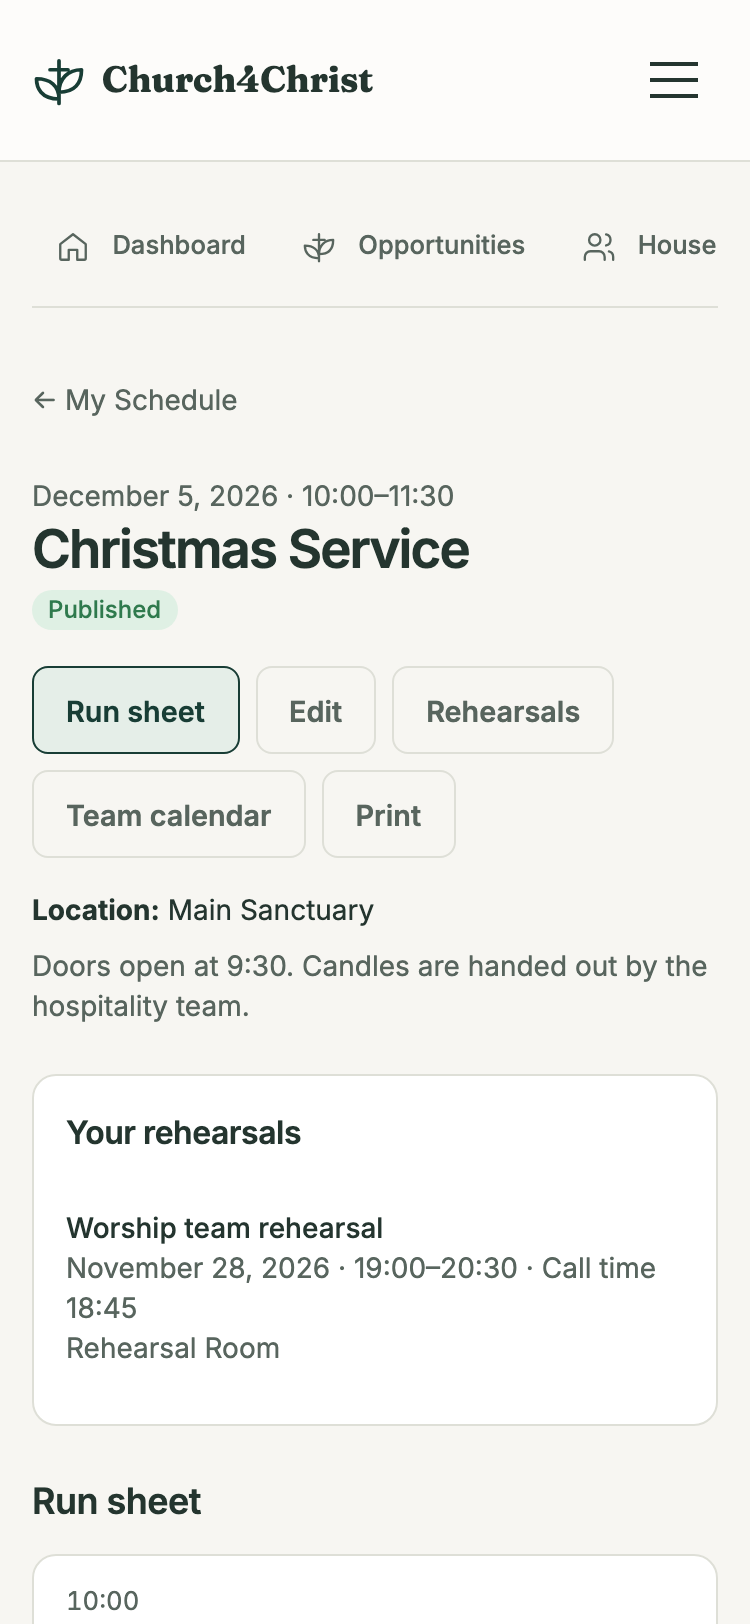 Church4Christ
Dashboard
Opportunities
House
← My Schedule
December 5, 2026 · 10:00–11:30
Christmas Service
Published
Run sheet
Edit
Rehearsals
Team calendar
Print
Location: Main Sanctuary
Doors open at 9:30. Candles are handed out by the
hospitality team.
Your rehearsals
Worship team rehearsal
November 28, 2026 · 19:00–20:30 · Call time
18:45
Rehearsal Room
Run sheet
10:00